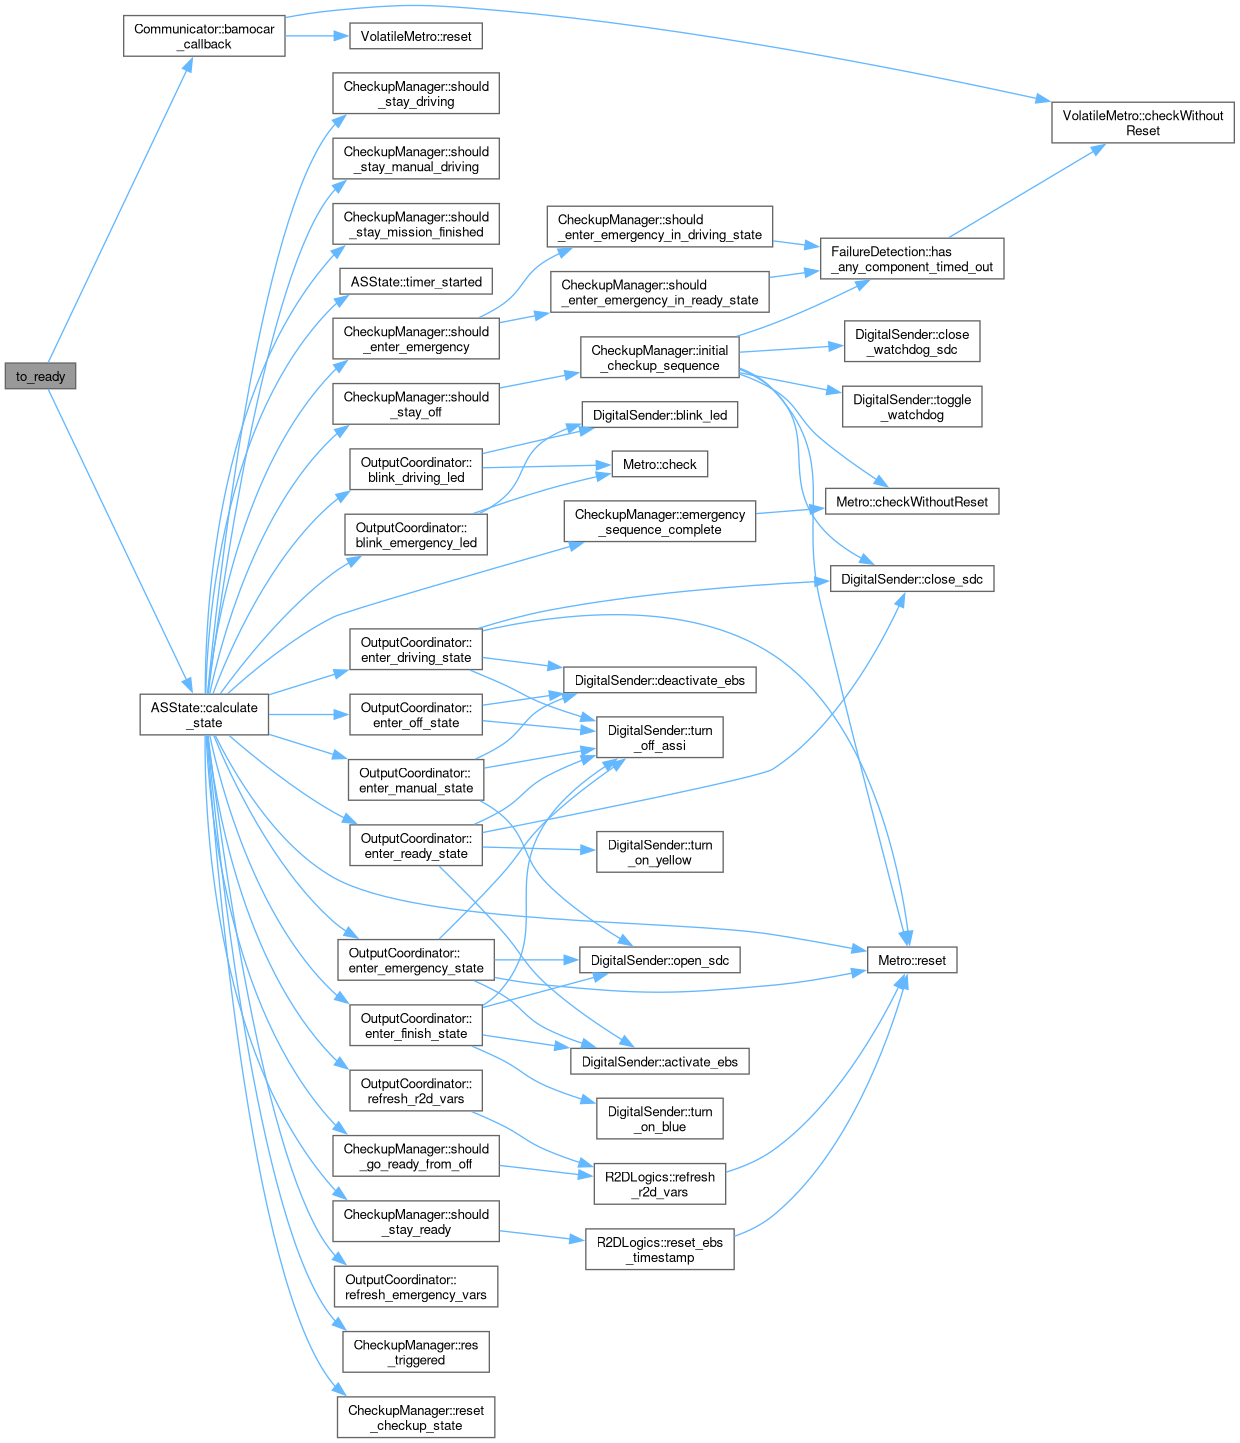 to_ready
Communicator::bamocar
_callback
ASState::calculate
_state
VolatileMetro::reset
CheckupManager::should
_stay_driving
CheckupManager::should
_stay_manual_driving
CheckupManager::should
_stay_mission_finished
ASState::timer_started
CheckupManager::should
_enter_emergency
CheckupManager::should
_stay_off
OutputCoordinator::
blink_driving_led
OutputCoordinator::
blink_emergency_led
OutputCoordinator::
enter_driving_state
OutputCoordinator::
enter_off_state
OutputCoordinator::
enter_manual_state
OutputCoordinator::
enter_ready_state
OutputCoordinator::
enter_emergency_state
OutputCoordinator::
enter_finish_state
OutputCoordinator::
refresh_r2d_vars
CheckupManager::should
_go_ready_from_off
CheckupManager::should
_stay_ready
OutputCoordinator::
refresh_emergency_vars
CheckupManager::res
_triggered
CheckupManager::reset
_checkup_state
CheckupManager::should
_enter_emergency_in_driving_state
CheckupManager::should
_enter_emergency_in_ready_state
CheckupManager::initial
_checkup_sequence
DigitalSender::blink_led
Metro::check
CheckupManager::emergency
_sequence_complete
DigitalSender::deactivate_ebs
DigitalSender::turn
_off_assi
DigitalSender::turn
_on_yellow
DigitalSender::open_sdc
DigitalSender::activate_ebs
DigitalSender::turn
_on_blue
R2DLogics::refresh
_r2d_vars
R2DLogics::reset_ebs
_timestamp
FailureDetection::has
_any_component_timed_out
DigitalSender::close
_watchdog_sdc
DigitalSender::toggle
_watchdog
Metro::checkWithoutReset
DigitalSender::close_sdc
Metro::reset
VolatileMetro::checkWithout
Reset